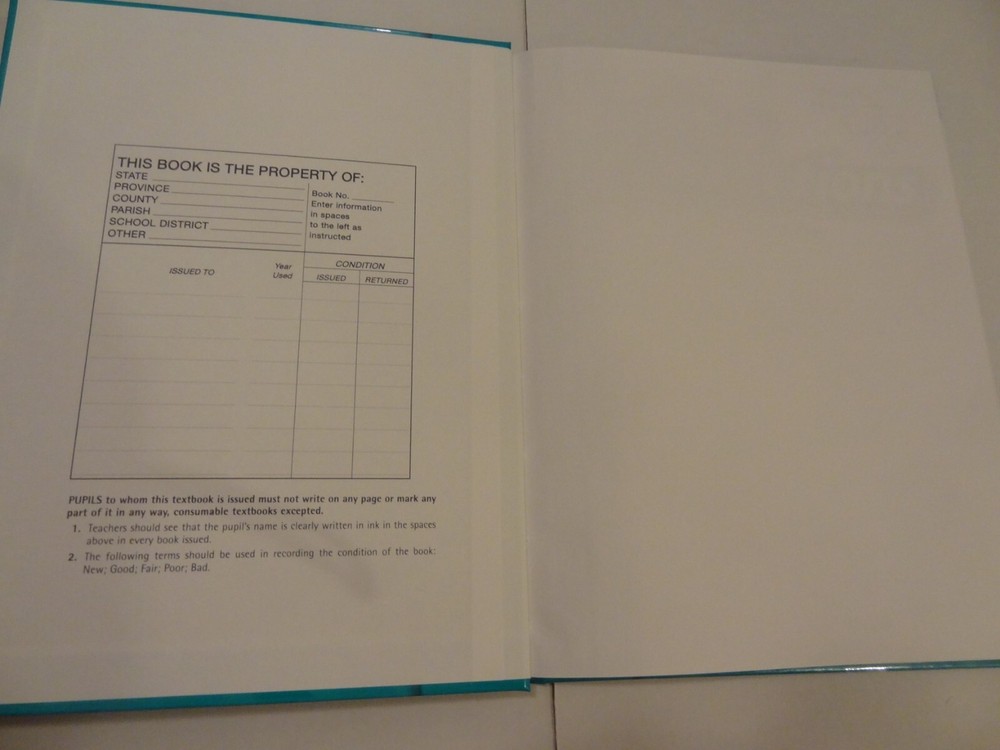 THIS BOOK IS THE PROPERTY OF:
STATE
PROVINCE
COUNTY
PARISH
SCHOOL DISTRICT
OTHER
Book No.
Enter information
in spaces
to the left as
instructed
ISSUED TO
Year
Used
CONDITION
ISSUED
RETURNED
PUPILS to whom this textbook is issued must not write on any page or mark any
part of it in any way, consumable textbooks excepted.
1. Teachers should see that the pupil's name is clearly written in ink in the spaces
above in every book issued.
2. The following terms should be used in recording the condition of the book:
New; Good; Fair; Poor; Bad.